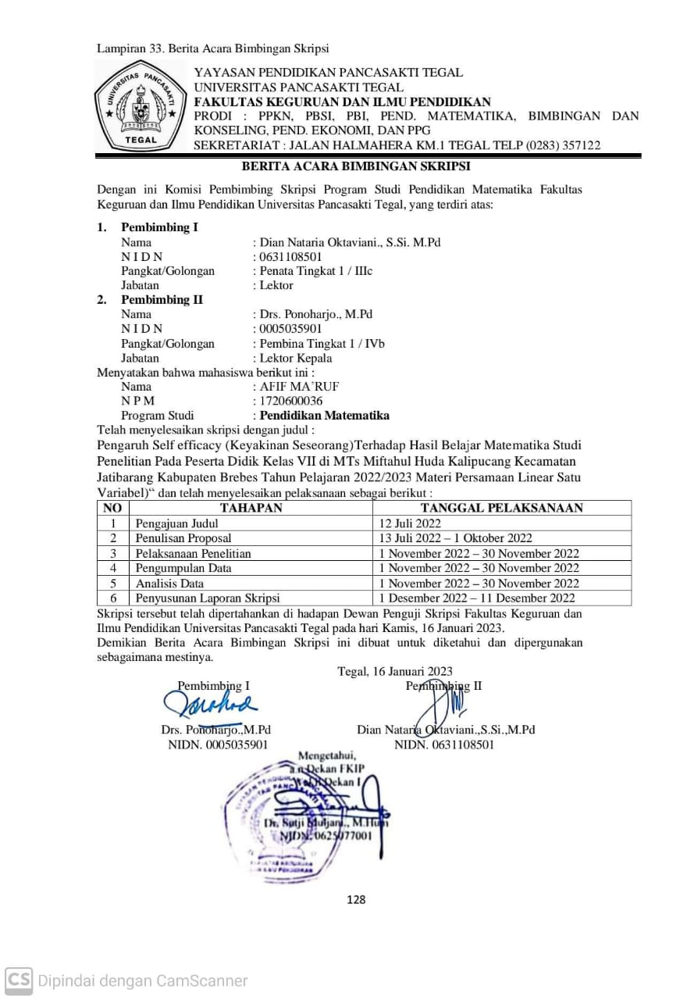 Lampiran 33. Berita Acara Bimbingan Skripsi
UNIVERSITAS PANCASAKTI
TEGAL
YAYASAN PENDIDIKAN PANCASAKTI TEGAL
UNIVERSITAS PANCASAKTI TEGAL
FAKULTAS KEGURUAN DAN ILMU PENDIDIKAN
PRODI : PPKN, PBSI, PBI, PEND. MATEMATIKA, BIMBINGAN DAN
KONSELING, PEND. EKONOMI, DAN PPG
SEKRETARIAT : JALAN HALMAHERA KM.1 TEGAL TELP (0283) 357122
BERITA ACARA BIMBINGAN SKRIPSI
Dengan ini Komisi Pembimbing Skripsi Program Studi Pendidikan Matematika Fakultas
Keguruan dan Ilmu Pendidikan Universitas Pancasakti Tegal, yang terdiri atas:
1. Pembimbing I
Nama : Dian Nataria Oktaviani., S.Si. M.Pd
N I D N : 0631108501
Pangkat/Golongan : Penata Tingkat 1 / IIIc
Jabatan : Lektor
2. Pembimbing II
Nama : Drs. Ponoharjo., M.Pd
N I D N : 0005035901
Pangkat/Golongan : Pembina Tingkat 1 / IVb
Jabatan : Lektor Kepala
Menyatakan bahwa mahasiswa berikut ini :
Nama : AFIF MA`RUF
N P M : 1720600036
Program Studi : Pendidikan Matematika
Telah menyelesaikan skripsi dengan judul :
Pengaruh Self efficacy (Keyakinan Seseorang)Terhadap Hasil Belajar Matematika Studi
Penelitian Pada Peserta Didik Kelas VII di MTs Miftahul Huda Kalipucang Kecamatan
Jatibarang Kabupaten Brebes Tahun Pelajaran 2022/2023 Materi Persamaan Linear Satu
Variabel)“ dan telah menyelesaikan pelaksanaan sebagai berikut :
NO TAHAPAN TANGGAL PELAKSANAAN
1 Pengajuan Judul 12 Juli 2022
2 Penulisan Proposal 13 Juli 2022 – 1 Oktober 2022
3 Pelaksanaan Penelitian 1 November 2022 – 30 November 2022
4 Pengumpulan Data 1 November 2022 – 30 November 2022
5 Analisis Data 1 November 2022 – 30 November 2022
6 Penyusunan Laporan Skripsi 1 Desember 2022 – 11 Desember 2022
Skripsi tersebut telah dipertahankan di hadapan Dewan Penguji Skripsi Fakultas Keguruan dan
Ilmu Pendidikan Universitas Pancasakti Tegal pada hari Kamis, 16 Januari 2023.
Demikian Berita Acara Bimbingan Skripsi ini dibuat untuk diketahui dan dipergunakan
sebagaimana mestinya.
Tegal, 16 Januari 2023
Pembimbing I Pembimbing II
Drs. Ponoharjo.,M.Pd Dian Nataria Oktaviani.,S.Si.,M.Pd
NIDN. 0005035901 NIDN. 0631108501
Mengetahui,
a.n Dekan FKIP
Wakil Dekan I
Dr. Sutji Muljani., M.Hum
NIDN. 0625077001
128
CS Dipindai dengan CamScanner